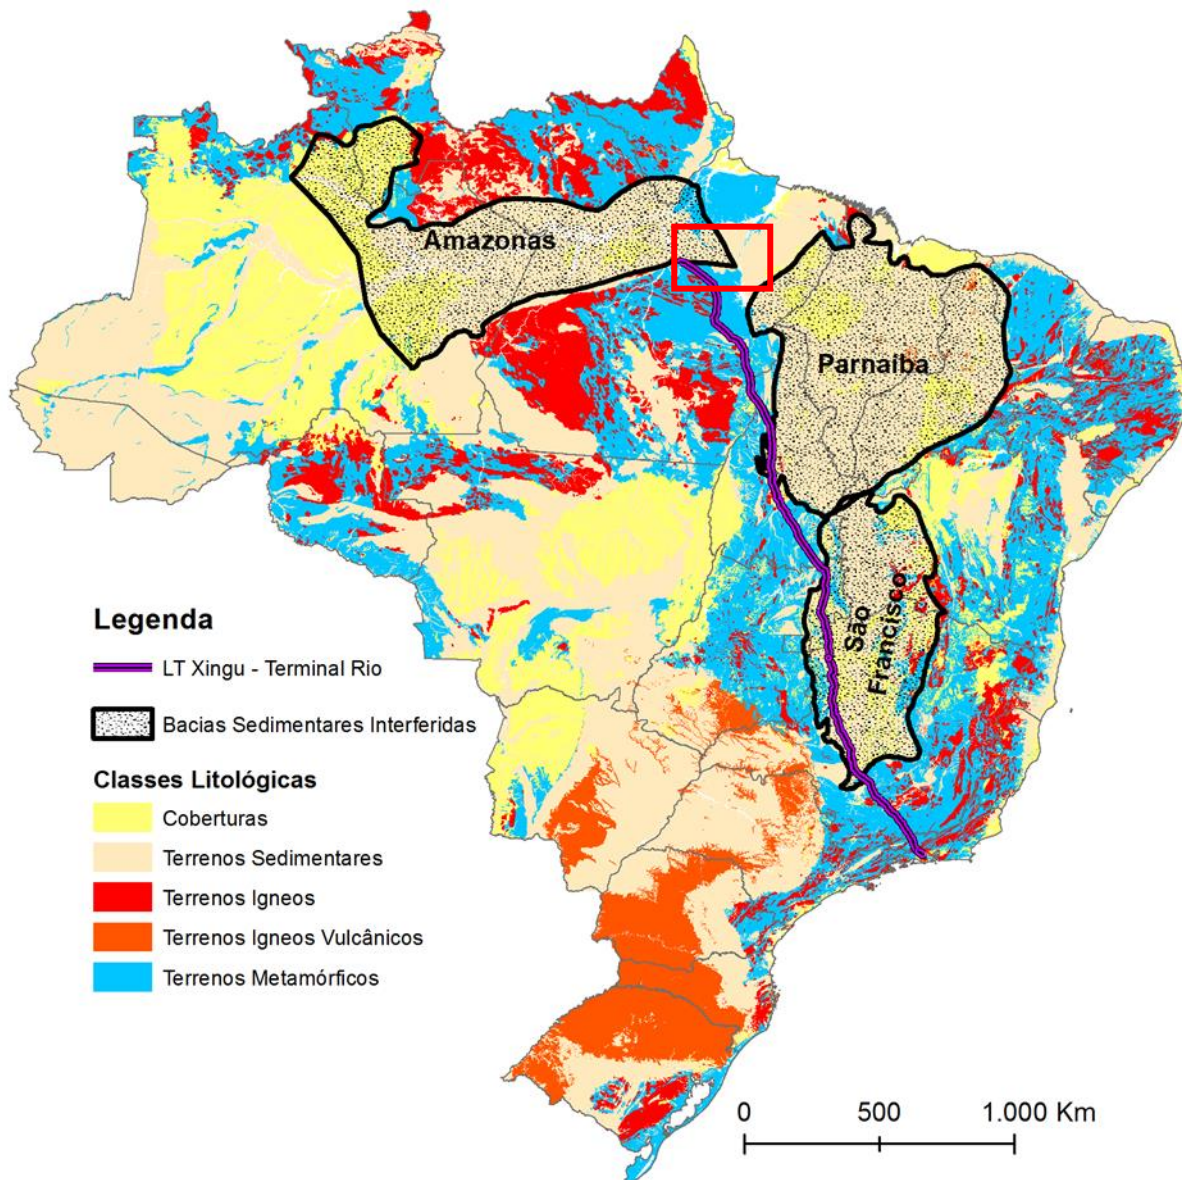 Amazonas
Parnaiba
São
Francisco
Legenda
LT Xingu - Terminal Rio
Bacias Sedimentares Interferidas
Classes Litológicas
Coberturas
Terrenos Sedimentares
Terrenos Igneos
Terrenos Igneos Vulcânicos
Terrenos Metamórficos
0 500 1.000 Km